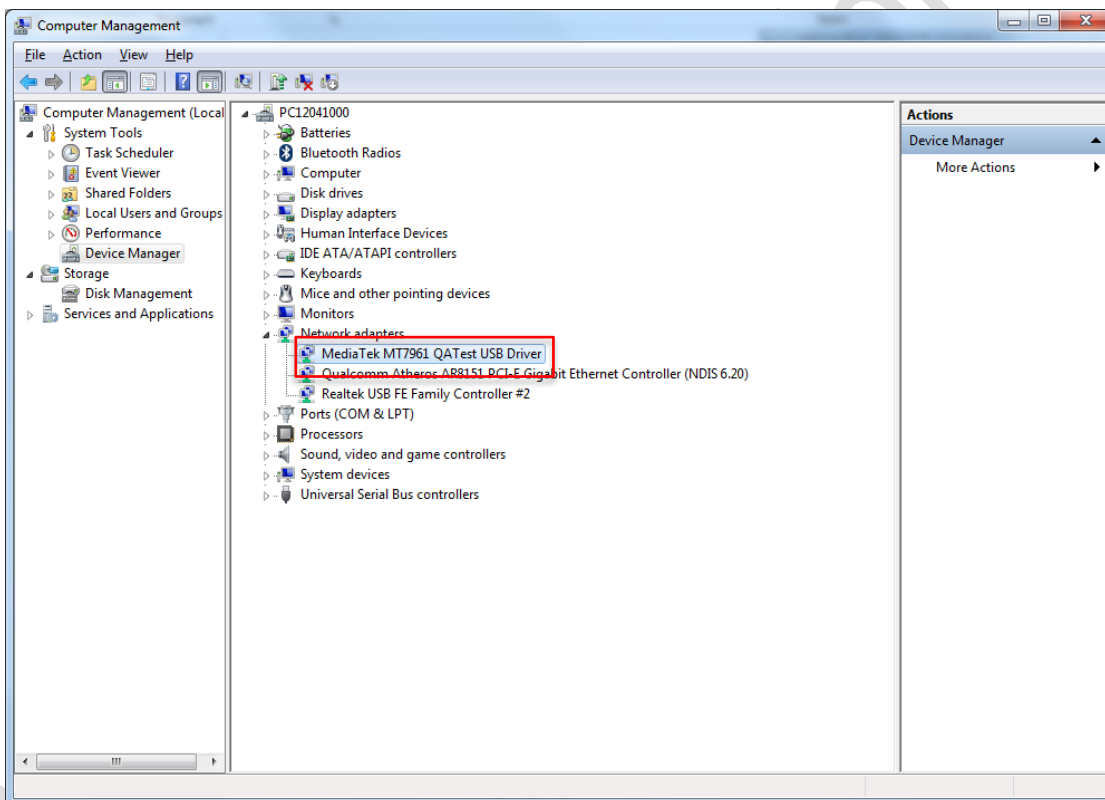 Computer Management
File Action View Help
Computer Management (Local
System Tools
Task Scheduler
Event Viewer
Shared Folders
Local Users and Groups
Performance
Device Manager
Storage
Disk Management
Services and Applications
PC12041000
Batteries
Bluetooth Radios
Computer
Disk drives
Display adapters
Human Interface Devices
IDE ATA/ATAPI controllers
Keyboards
Mice and other pointing devices
Monitors
Network adapters
MediaTek MT7961 QATest USB Driver
Qualcomm Atheros AR8151 PCI-E Gigabit Ethernet Controller (NDIS 6.20)
Realtek USB FE Family Controller #2
Ports (COM & LPT)
Processors
Sound, video and game controllers
System devices
Universal Serial Bus controllers
Actions
Device Manager
More Actions